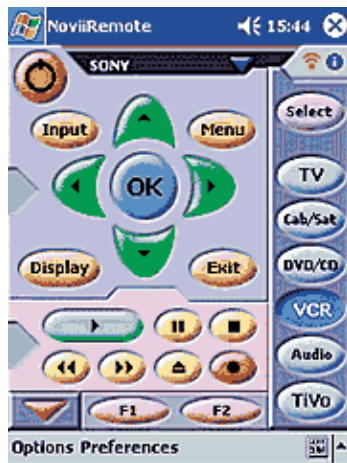 NoviiRemote 15:44
SONY
Select
Input Menu
TV
OK
Cab/Sat
Display Exit
DVD/CD
VCR
Audio
TiVo
F1 F2
Options Preferences